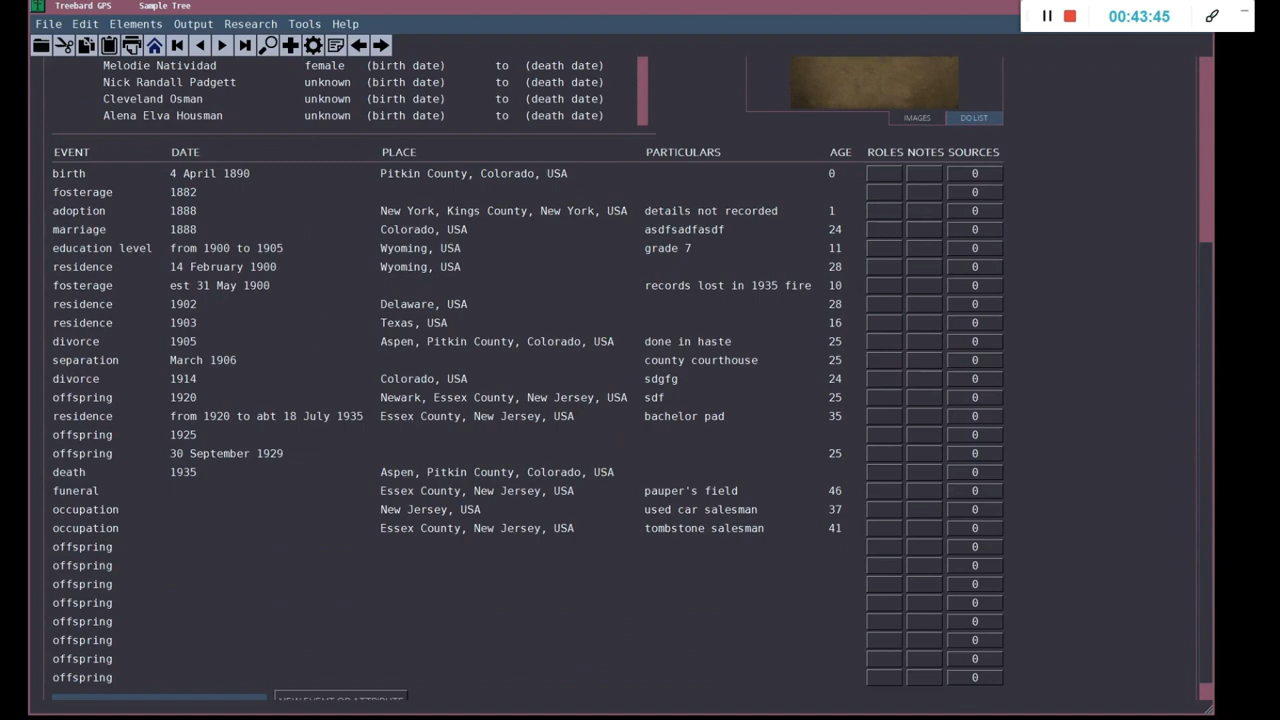 Treebard GPS Sample Tree
00:43:45
File Edit Elements Output Research Tools Help
Melodie Natividad female (birth date) to (death date)
Nick Randall Padgett unknown (birth date) to (death date)
Cleveland Osman unknown (birth date) to (death date)
Alena Elva Housman unknown (birth date) to (death date)
IMAGES DO LIST
EVENT DATE PLACE PARTICULARS AGE ROLES NOTES SOURCES
birth 4 April 1890 Pitkin County, Colorado, USA 0 0
fosterage 1882 0
adoption 1888 New York, Kings County, New York, USA details not recorded 1 0
marriage 1888 Colorado, USA asdfsadfasdf 24 0
education level from 1900 to 1905 Wyoming, USA grade 7 11 0
residence 14 February 1900 Wyoming, USA 28 0
fosterage est 31 May 1900 records lost in 1935 fire 10 0
residence 1902 Delaware, USA 28 0
residence 1903 Texas, USA 16 0
divorce 1905 Aspen, Pitkin County, Colorado, USA done in haste 25 0
separation March 1906 county courthouse 25 0
divorce 1914 Colorado, USA sdgfg 24 0
offspring 1920 Newark, Essex County, New Jersey, USA sdf 25 0
residence from 1920 to abt 18 July 1935 Essex County, New Jersey, USA bachelor pad 35 0
offspring 1925 0
offspring 30 September 1929 25 0
death 1935 Aspen, Pitkin County, Colorado, USA 0
funeral Essex County, New Jersey, USA pauper's field 46 0
occupation New Jersey, USA used car salesman 37 0
occupation Essex County, New Jersey, USA tombstone salesman 41 0
offspring 0
offspring 0
offspring 0
offspring 0
offspring 0
offspring 0
offspring 0
offspring 0
NEW EVENT OR ATTRIBUTE